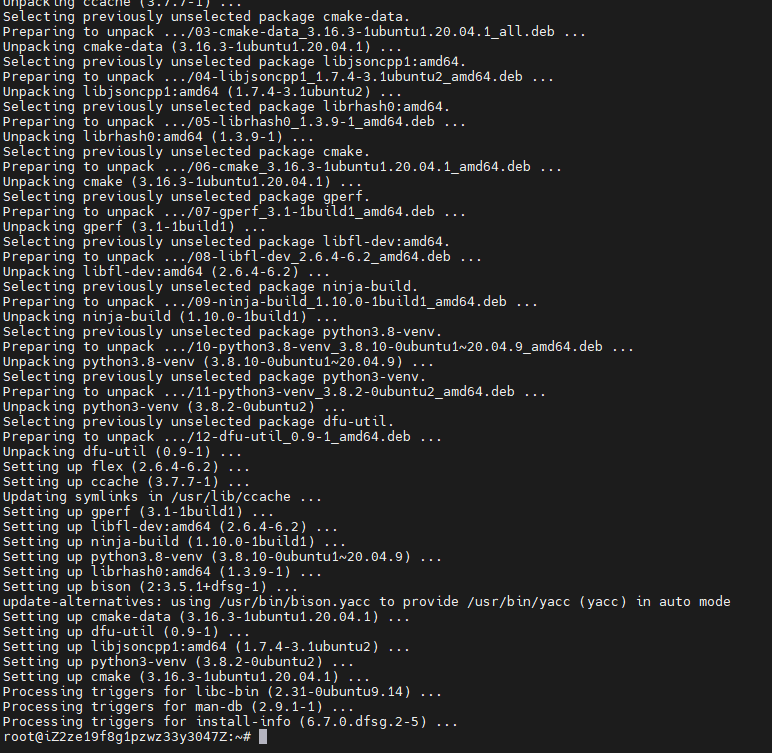 Unpacking ccache (3.7.7-1) ...
Selecting previously unselected package cmake-data.
Preparing to unpack .../03-cmake-data_3.16.3-1ubuntu1.20.04.1_all.deb ...
Unpacking cmake-data (3.16.3-1ubuntu1.20.04.1) ...
Selecting previously unselected package libjsoncpp1:amd64.
Preparing to unpack .../04-libjsoncpp1_1.7.4-3.1ubuntu2_amd64.deb ...
Unpacking libjsoncpp1:amd64 (1.7.4-3.1ubuntu2) ...
Selecting previously unselected package librhash0:amd64.
Preparing to unpack .../05-librhash0_1.3.9-1_amd64.deb ...
Unpacking librhash0:amd64 (1.3.9-1) ...
Selecting previously unselected package cmake.
Preparing to unpack .../06-cmake_3.16.3-1ubuntu1.20.04.1_amd64.deb ...
Unpacking cmake (3.16.3-1ubuntu1.20.04.1) ...
Selecting previously unselected package gperf.
Preparing to unpack .../07-gperf_3.1-1build1_amd64.deb ...
Unpacking gperf (3.1-1build1) ...
Selecting previously unselected package libfl-dev:amd64.
Preparing to unpack .../08-libfl-dev_2.6.4-6.2_amd64.deb ...
Unpacking libfl-dev:amd64 (2.6.4-6.2) ...
Selecting previously unselected package ninja-build.
Preparing to unpack .../09-ninja-build_1.10.0-1build1_amd64.deb ...
Unpacking ninja-build (1.10.0-1build1) ...
Selecting previously unselected package python3.8-venv.
Preparing to unpack .../10-python3.8-venv_3.8.10-0ubuntu1~20.04.9_amd64.deb ...
Unpacking python3.8-venv (3.8.10-0ubuntu1~20.04.9) ...
Selecting previously unselected package python3-venv.
Preparing to unpack .../11-python3-venv_3.8.2-0ubuntu2_amd64.deb ...
Unpacking python3-venv (3.8.2-0ubuntu2) ...
Selecting previously unselected package dfu-util.
Preparing to unpack .../12-dfu-util_0.9-1_amd64.deb ...
Unpacking dfu-util (0.9-1) ...
Setting up flex (2.6.4-6.2) ...
Setting up ccache (3.7.7-1) ...
Updating symlinks in /usr/lib/ccache ...
Setting up gperf (3.1-1build1) ...
Setting up libfl-dev:amd64 (2.6.4-6.2) ...
Setting up ninja-build (1.10.0-1build1) ...
Setting up python3.8-venv (3.8.10-0ubuntu1~20.04.9) ...
Setting up librhash0:amd64 (1.3.9-1) ...
Setting up bison (2:3.5.1+dfsg-1) ...
update-alternatives: using /usr/bin/bison.yacc to provide /usr/bin/yacc (yacc) in auto mode
Setting up cmake-data (3.16.3-1ubuntu1.20.04.1) ...
Setting up dfu-util (0.9-1) ...
Setting up libjsoncpp1:amd64 (1.7.4-3.1ubuntu2) ...
Setting up python3-venv (3.8.2-0ubuntu2) ...
Setting up cmake (3.16.3-1ubuntu1.20.04.1) ...
Processing triggers for libc-bin (2.31-0ubuntu9.14) ...
Processing triggers for man-db (2.9.1-1) ...
Processing triggers for install-info (6.7.0.dfsg.2-5) ...
root@iZ2ze19f8g1pzwz33y3047Z:~#